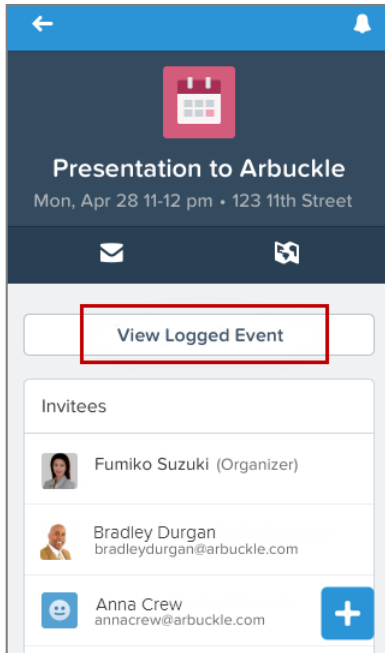 Presentation to Arbuckle
Mon, Apr 28 11-12 pm • 123 11th Street
View Logged Event
Invitees
Fumiko Suzuki (Organizer)
Bradley Durgan
bradleydurgan@arbuckle.com
Anna Crew
annacrew@arbuckle.com